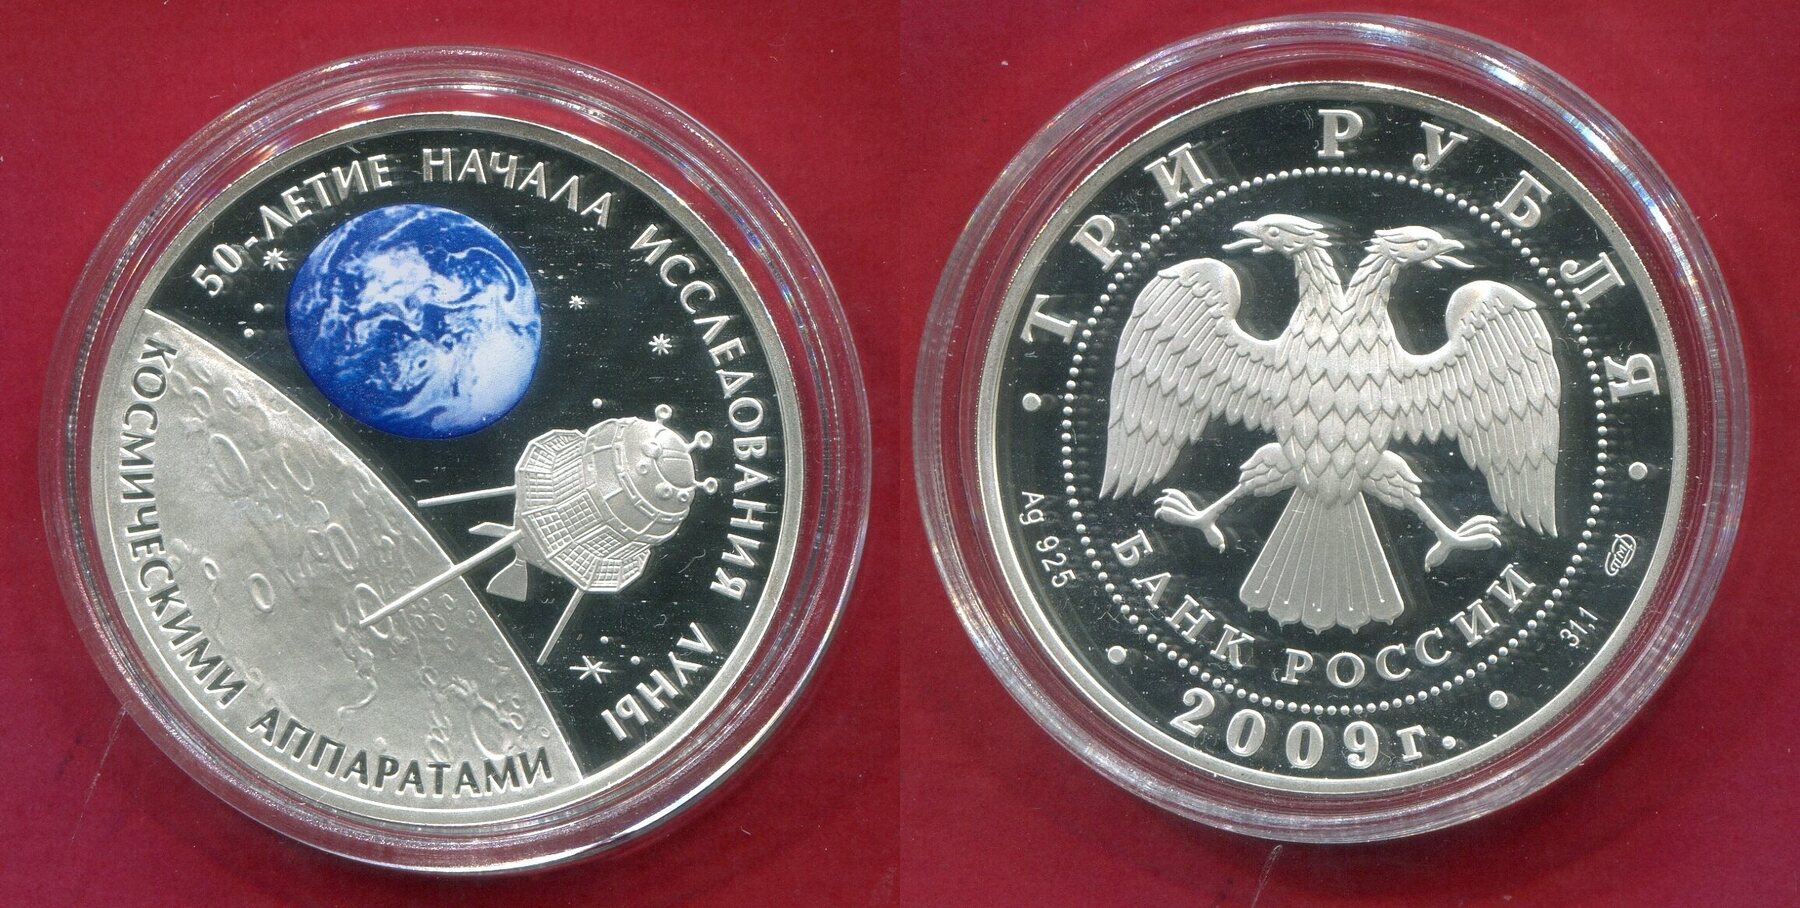 50-ЛЕТИЕ НАЧАЛА ИССЛЕДОВАНИЯ ЛУНЫ
КОСМИЧЕСКИМИ АППАРАТАМИ
ТРИ РУБЛЯ
БАНК РОССИИ
Ag 925
31,1
2009г.